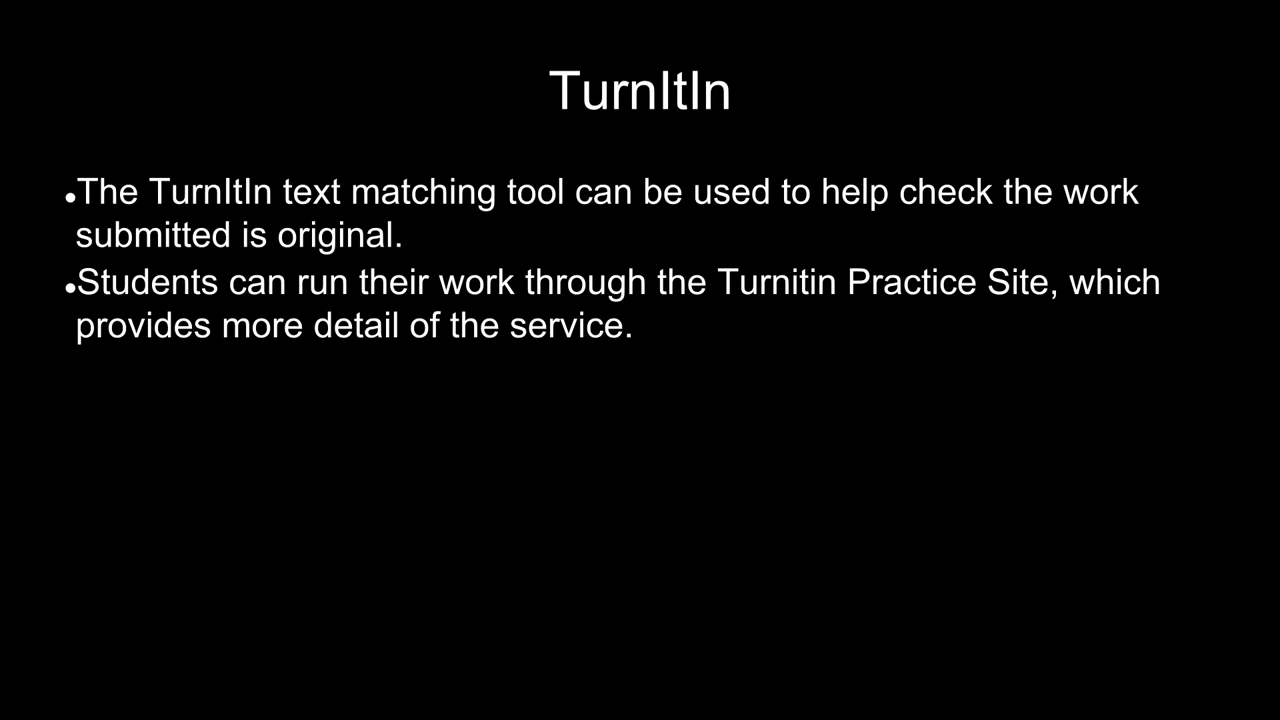 TurnItIn
●The TurnItIn text matching tool can be used to help check the work
submitted is original.
●Students can run their work through the Turnitin Practice Site, which
provides more detail of the service.